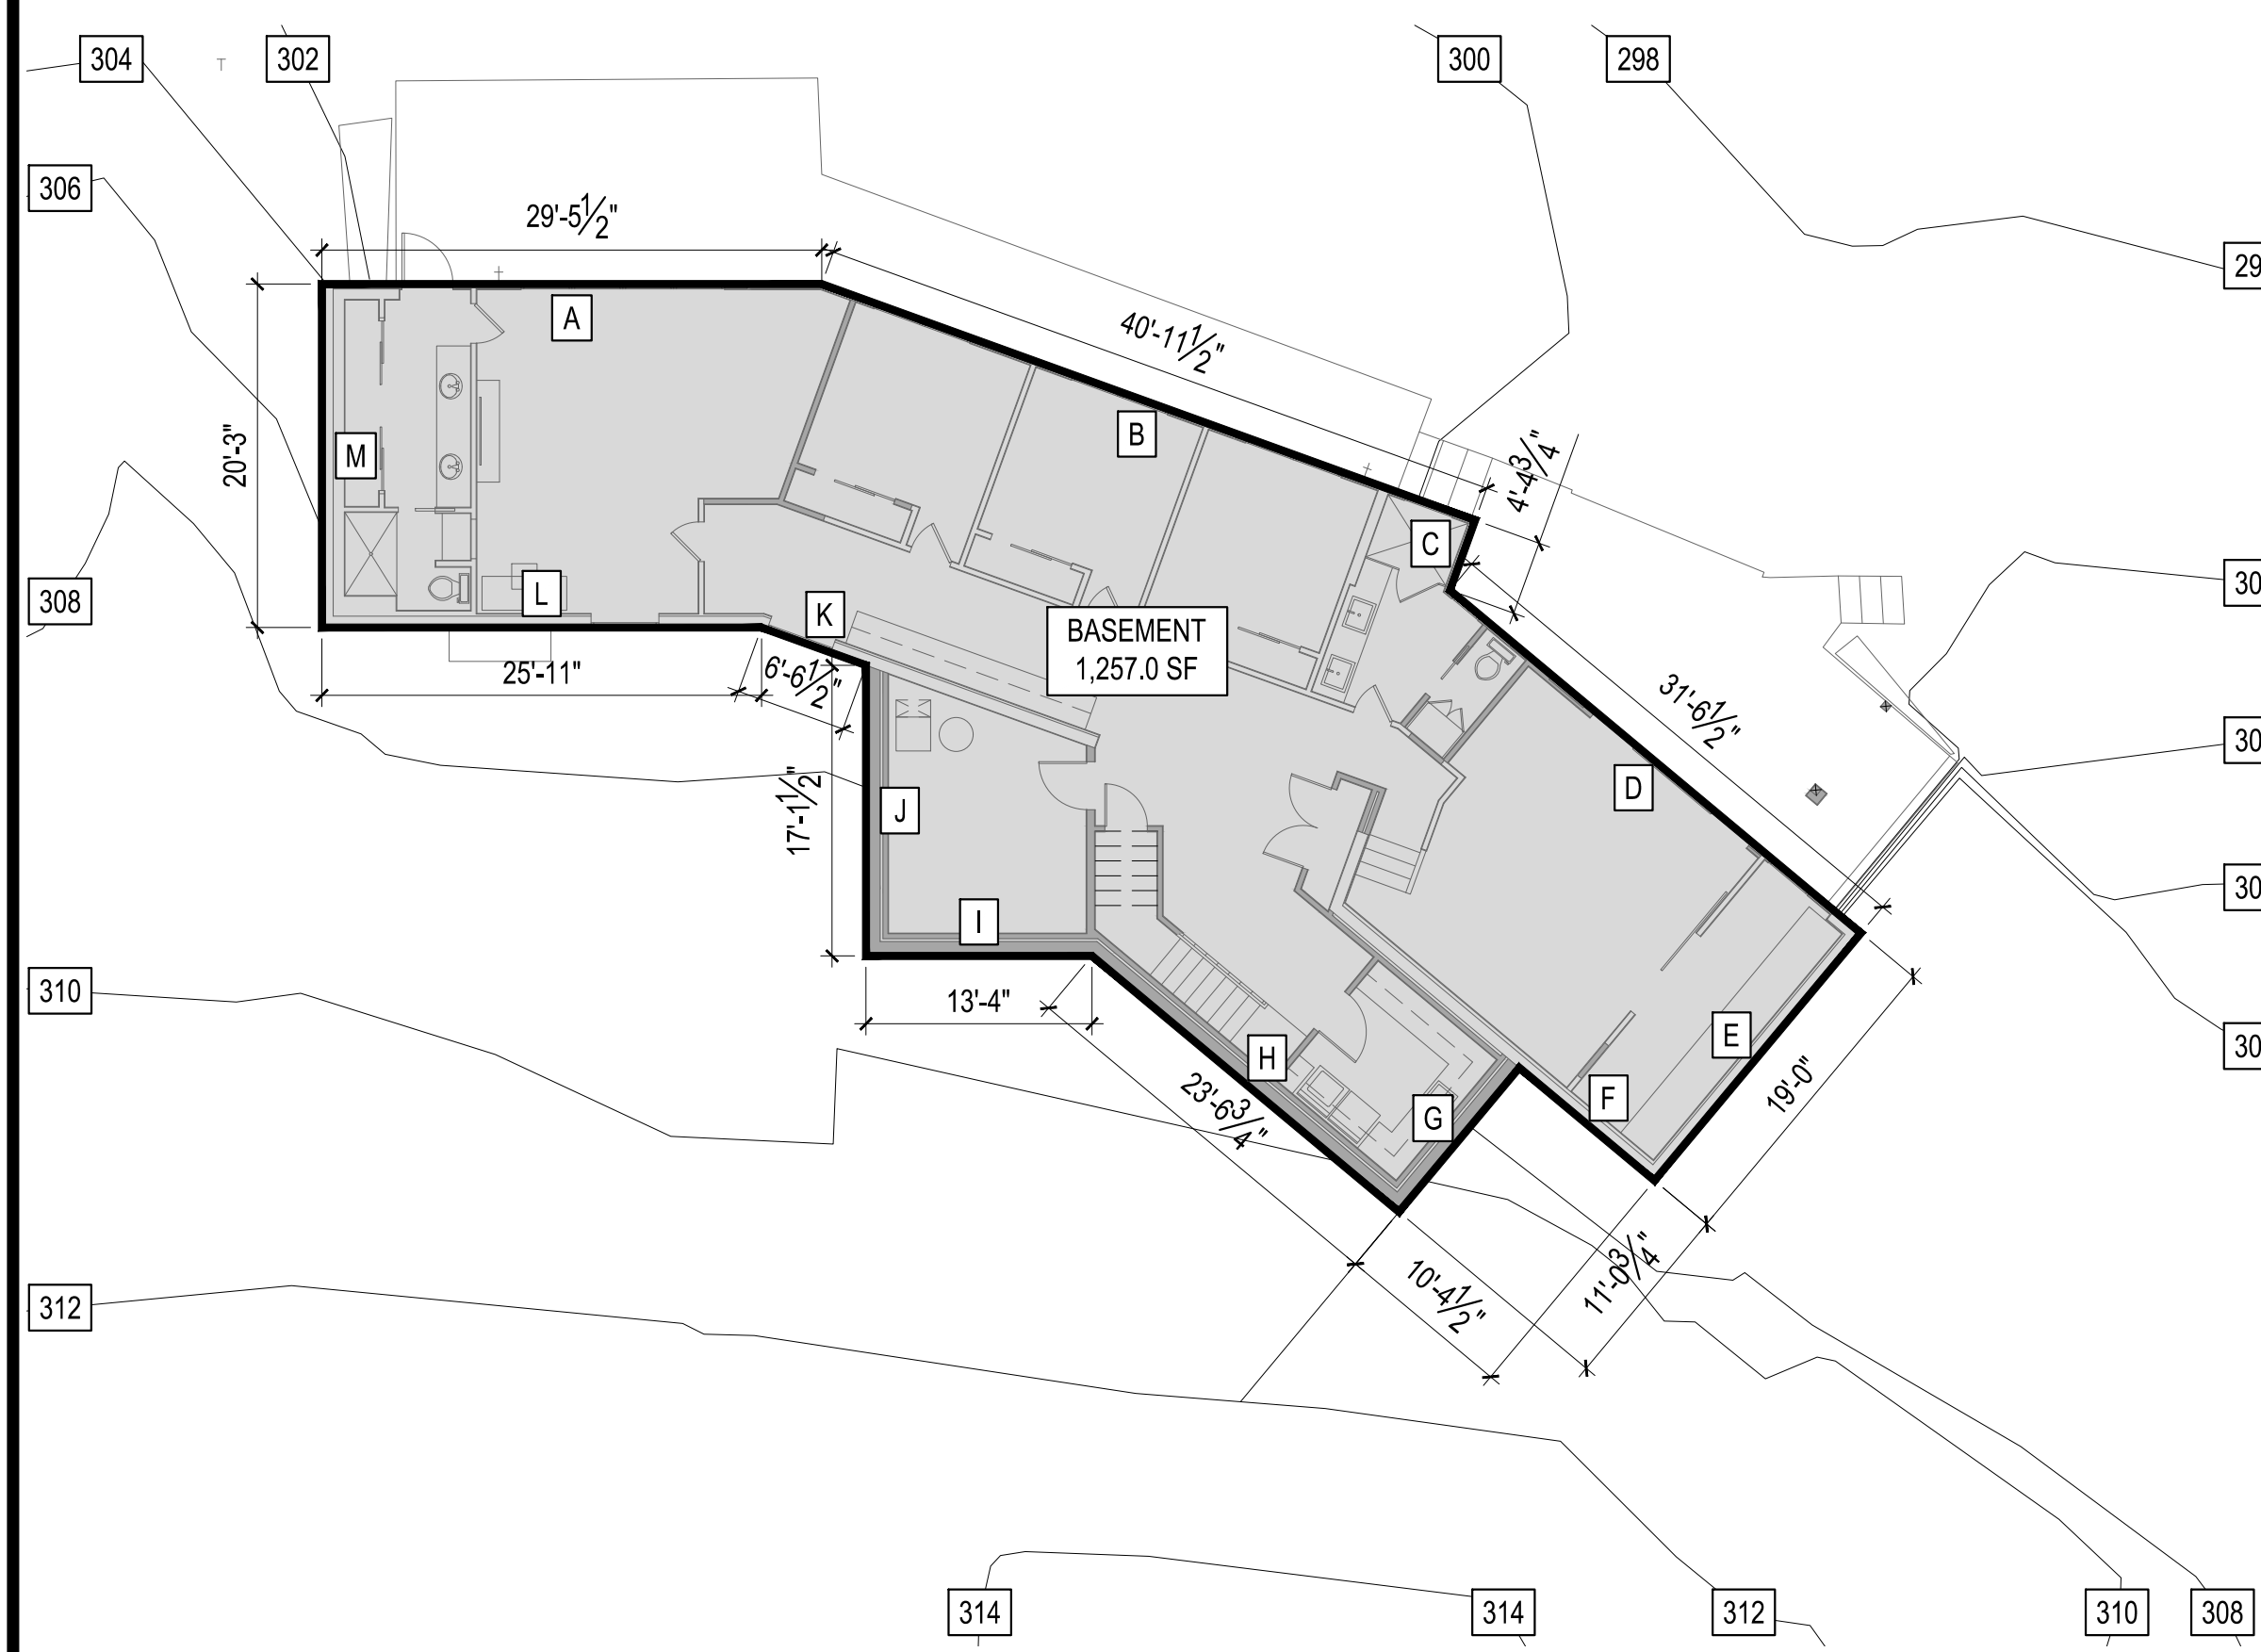 304
302
300
298
306
29'-5 1/2"
29
A
40'-11 1/2"
B
4'-4 3/4"
20'-3"
M
C
308
L
K
30
BASEMENT
1,257.0 SF
25'-11"
6'-6 1/2"
31'-6 1/2"
30
D
17'-1 1/2"
J
I
30
310
13'-4"
E
30
H
F
G
19'-0"
23'-6 3/4"
10'-4 1/2"
11'-0 3/4"
312
314
314
312
310
308